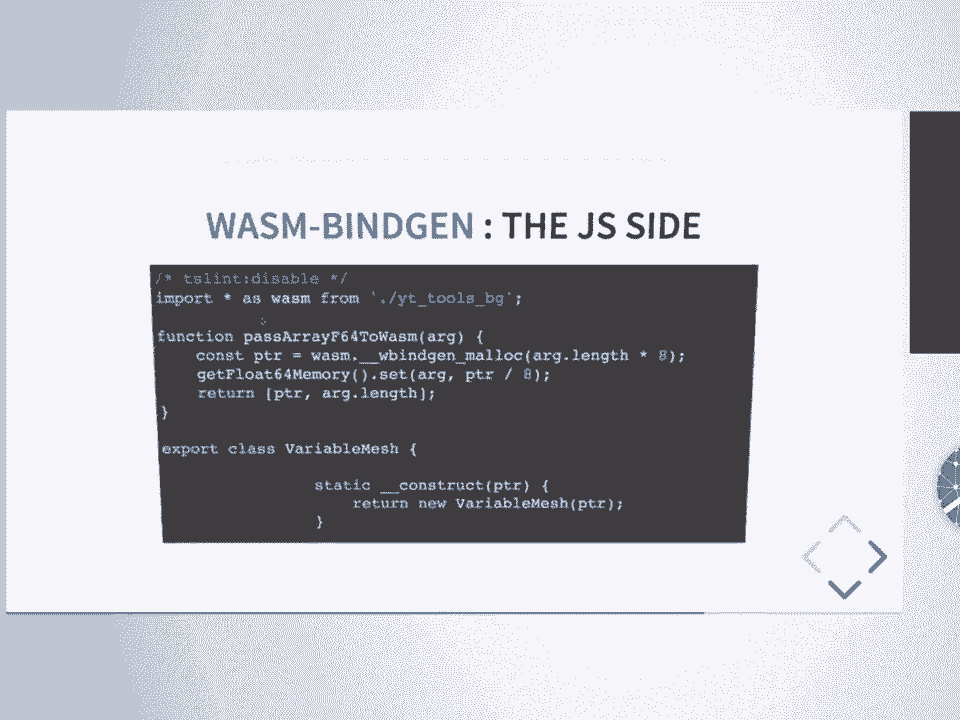 WASM-BINDGEN : THE JS SIDE
/* tslint:disable */
import * as wasm from './yt_tools_bg';
function passArrayF64ToWasm(arg) {
    const ptr = wasm.__wbindgen_malloc(arg.length * 8);
    getFloat64Memory().set(arg, ptr / 8);
    return [ptr, arg.length];
}
export class VariableMesh {
                static __construct(ptr) {
                    return new VariableMesh(ptr);
                }